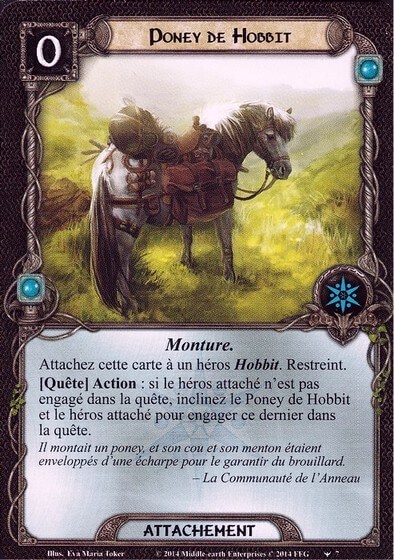 0
PONEY DE HOBBIT
Monture.
Attachez cette carte à un héros Hobbit. Restreint.
[Quête] Action : si le héros attaché n'est pas
engagé dans la quête, inclinez le Poney de Hobbit
et le héros attaché pour engager ce dernier dans
la quête.
Il montait un poney, et son cou et son menton étaient
enveloppés d'une écharpe pour le garantir du brouillard.
– La Communauté de l'Anneau
ATTACHEMENT
Illus. Eva Maria Toker
© 2014 Middle-earth Enterprises © 2014 FFG